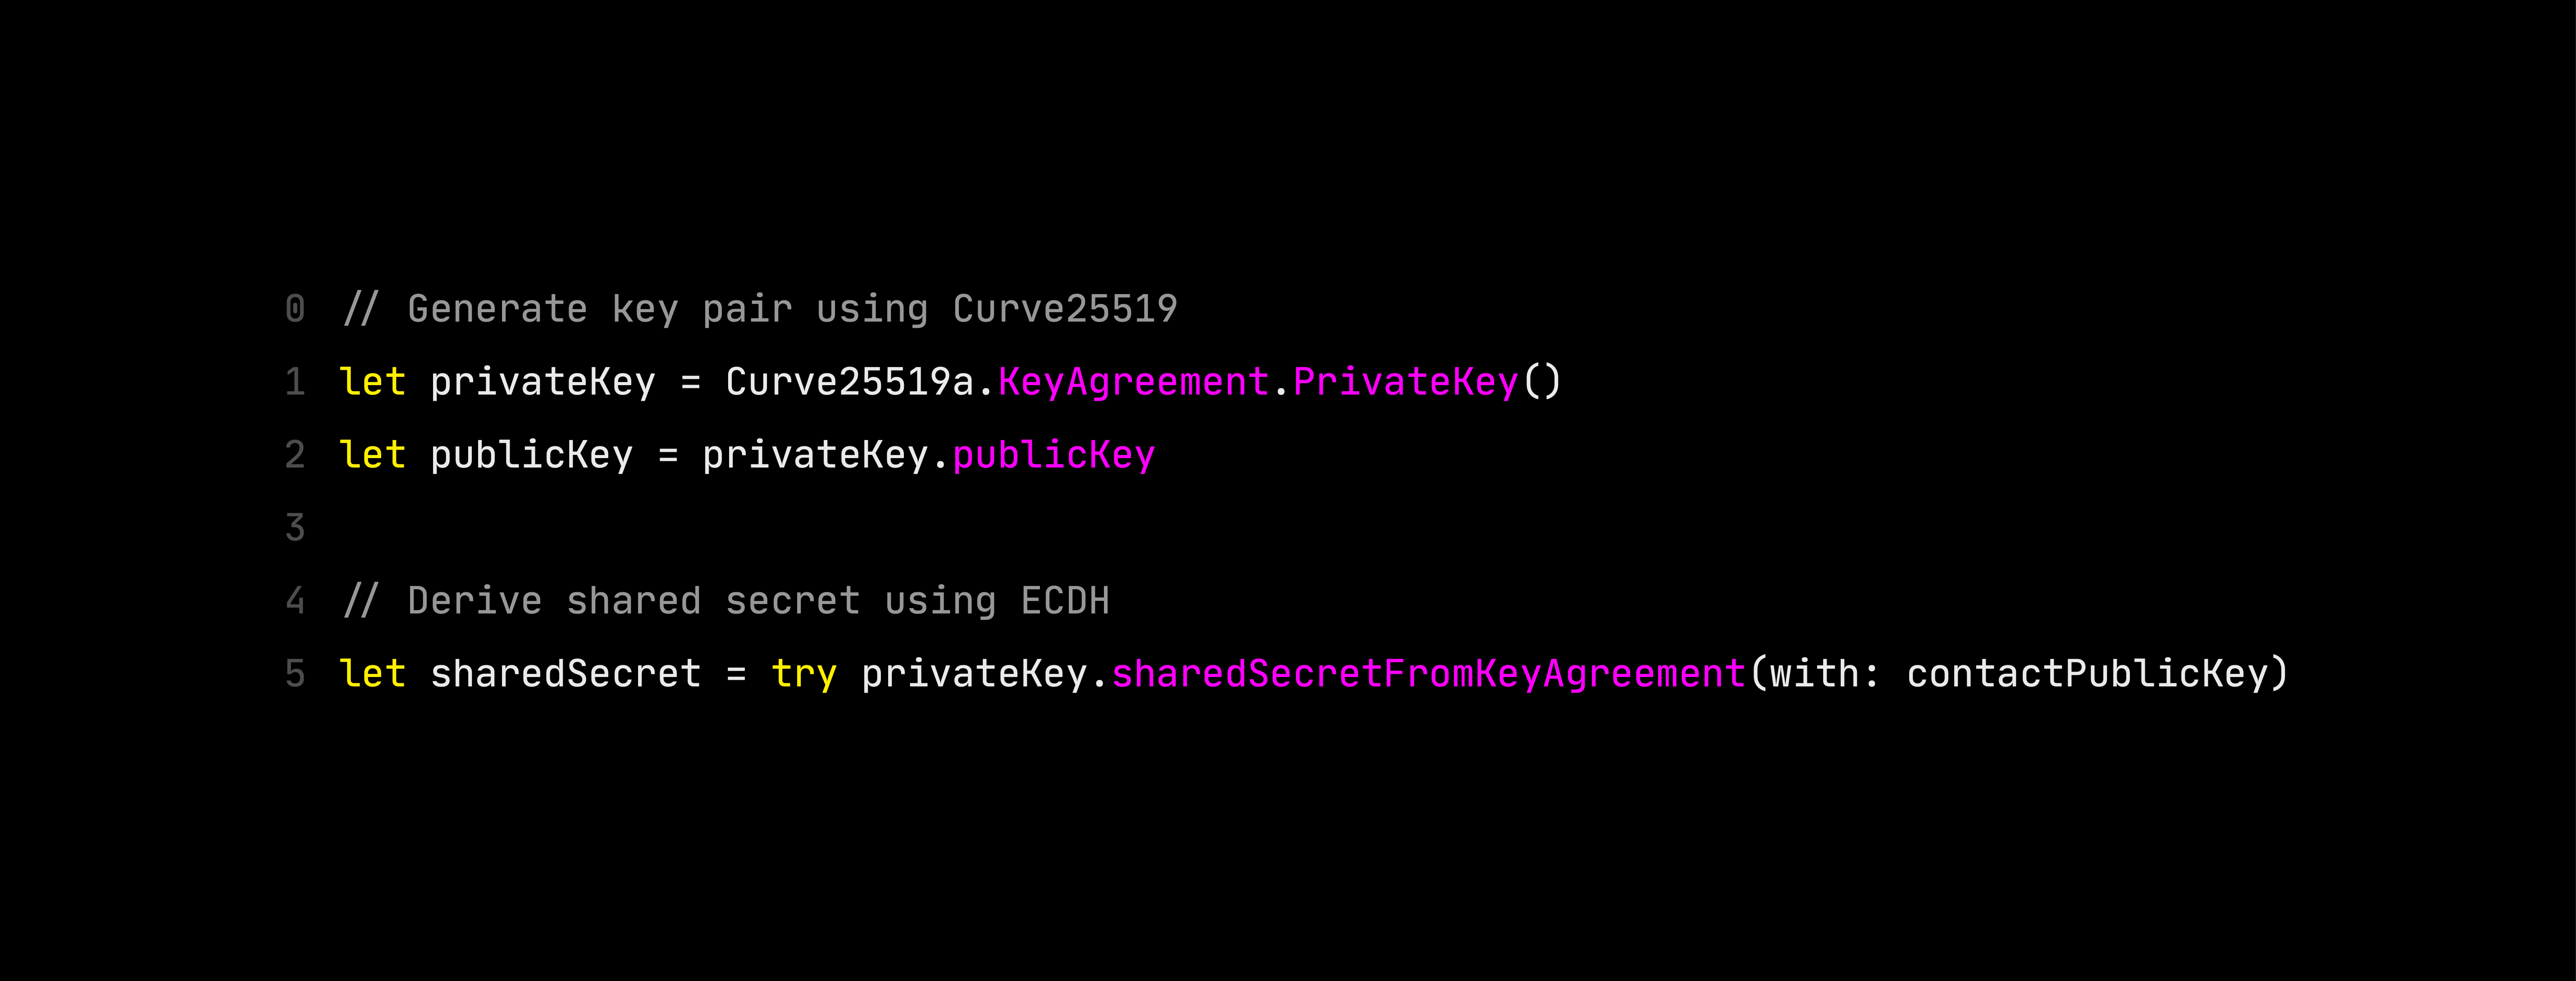 0 // Generate key pair using Curve25519
1 let privateKey = Curve25519a.KeyAgreement.PrivateKey()
2 let publicKey = privateKey.publicKey
3
4 // Derive shared secret using ECDH
5 let sharedSecret = try privateKey.sharedSecretFromKeyAgreement(with: contactPublicKey)